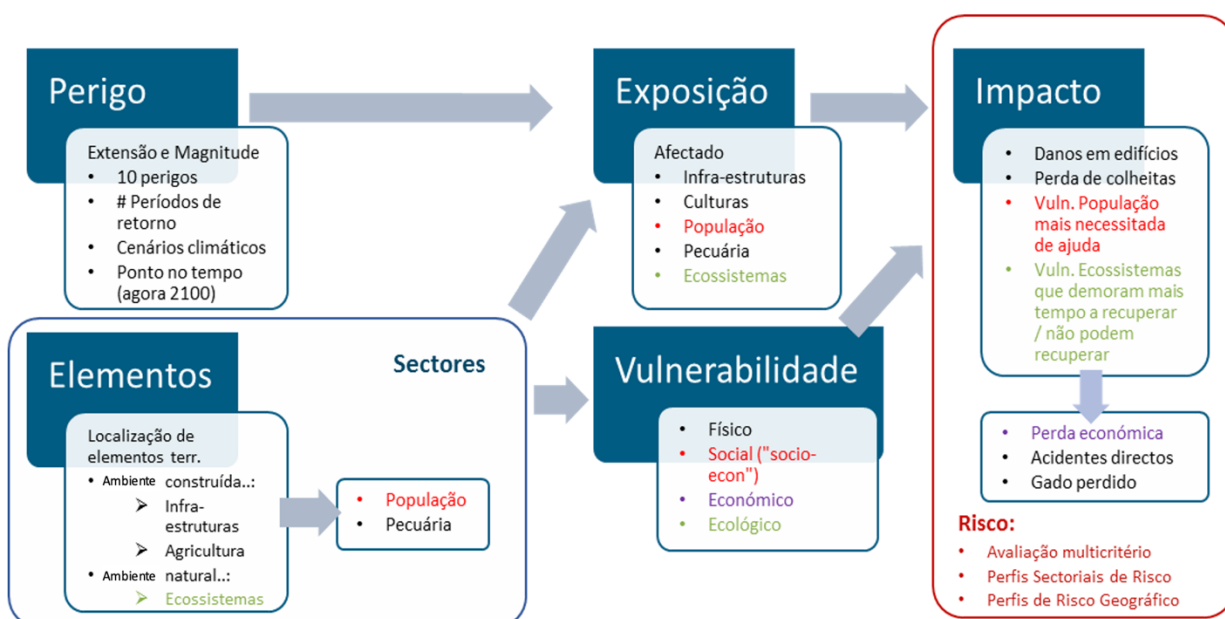 Perigo
Extensão e Magnitude
• 10 perigos
• # Períodos de
retorno
• Cenários climáticos
• Ponto no tempo
(agora 2100)
Exposição
Afectado
• Infra-estruturas
• Culturas
• População
• Pecuária
• Ecossistemas
Impacto
• Danos em edifícios
• Perda de colheitas
• Vuln. População
mais necessitada
de ajuda
• Vuln. Ecossistemas
que demoram mais
tempo a recuperar
/ não podem
recuperar
Elementos
Sectores
Localização de
elementos terr.
• Ambiente construída..:
➢ Infra-
estruturas
➢ Agricultura
• Ambiente natural..:
➢ Ecossistemas
• População
• Pecuária
Vulnerabilidade
• Físico
• Social ("socio-
econ")
• Económico
• Ecológico
• Perda económica
• Acidentes directos
• Gado perdido
Risco:
• Avaliação multicritério
• Perfis Sectoriais de Risco
• Perfis de Risco Geográfico